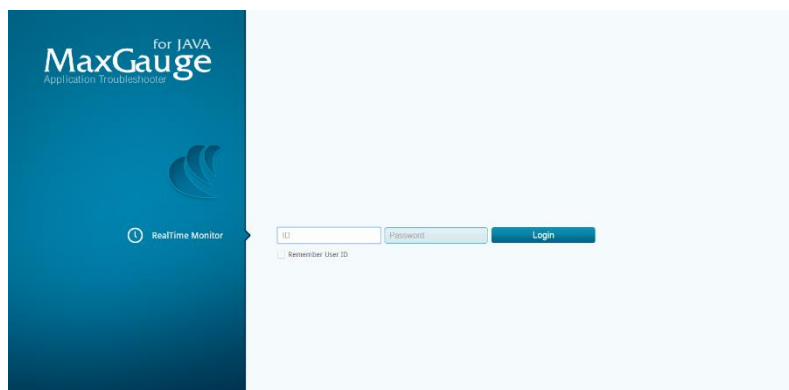 for JAVA
MaxGauge
Application Troubleshooter
RealTime Monitor
ID
Password
Login
Remember User ID